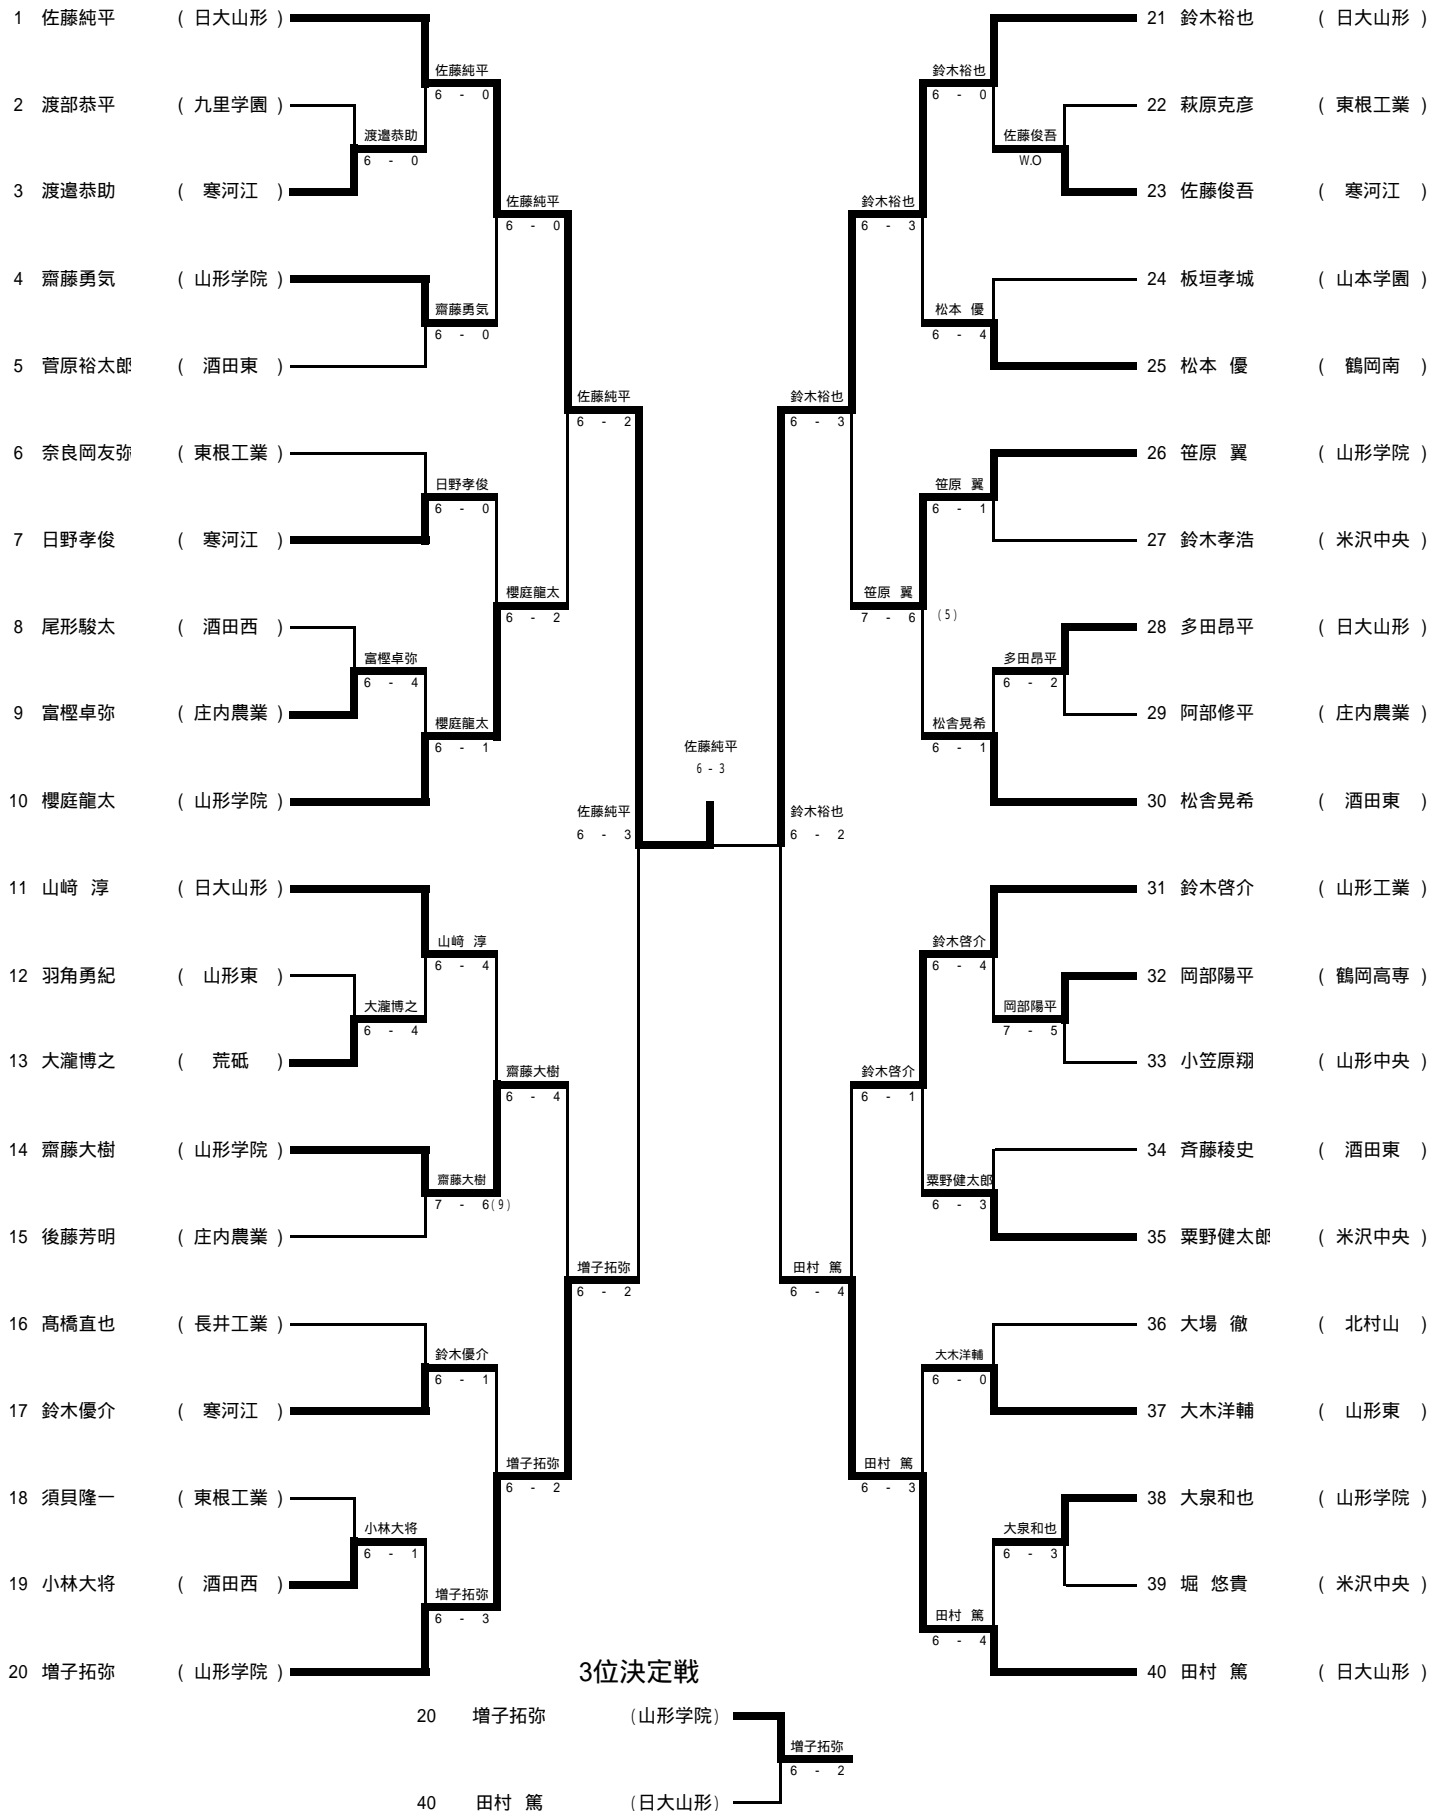 1 佐藤純平 ( 日大山形 )
2 渡部恭平 ( 九里学園 )
3 渡邉恭助 ( 寒河江 )
4 齋藤勇気 ( 山形学院 )
5 菅原裕太郎 ( 酒田東 )
6 奈良岡友弥 ( 東根工業 )
7 日野孝俊 ( 寒河江 )
8 尾形駿太 ( 酒田西 )
9 富樫卓弥 ( 庄内農業 )
10 櫻庭龍太 ( 山形学院 )
11 山﨑 淳 ( 日大山形 )
12 羽角勇紀 ( 山形東 )
13 大瀧博之 ( 荒砥 )
14 齋藤大樹 ( 山形学院 )
15 後藤芳明 ( 庄内農業 )
16 髙橋直也 ( 長井工業 )
17 鈴木優介 ( 寒河江 )
18 須貝隆一 ( 東根工業 )
19 小林大将 ( 酒田西 )
20 増子拓弥 ( 山形学院 )
渡邉恭助
6 - 0
富樫卓弥
6 - 4
大瀧博之
6 - 4
小林大将
6 - 1
佐藤純平
6 - 0
齋藤勇気
6 - 0
日野孝俊
6 - 0
櫻庭龍太
6 - 1
山﨑 淳
6 - 4
齋藤大樹
7 - 6(9)
鈴木優介
6 - 1
増子拓弥
6 - 3
佐藤純平
6 - 0
櫻庭龍太
6 - 2
齋藤大樹
6 - 4
増子拓弥
6 - 2
佐藤純平
6 - 2
増子拓弥
6 - 2
佐藤純平
6 - 3
佐藤純平
6 - 3
鈴木裕也
6 - 2
鈴木裕也
6 - 3
田村 篤
6 - 4
鈴木裕也
6 - 3
笹原 翼
7 - 6 (5)
鈴木啓介
6 - 1
田村 篤
6 - 3
鈴木裕也
6 - 0
松本 優
6 - 4
笹原 翼
6 - 1
松舎晃希
6 - 1
鈴木啓介
6 - 4
粟野健太郎
6 - 3
大木洋輔
6 - 0
田村 篤
6 - 4
佐藤俊吾
W.O
多田昂平
6 - 2
岡部陽平
7 - 5
大泉和也
6 - 3
21 鈴木裕也 ( 日大山形 )
22 萩原克彦 ( 東根工業 )
23 佐藤俊吾 ( 寒河江 )
24 板垣孝城 ( 山本学園 )
25 松本 優 ( 鶴岡南 )
26 笹原 翼 ( 山形学院 )
27 鈴木孝浩 ( 米沢中央 )
28 多田昂平 ( 日大山形 )
29 阿部修平 ( 庄内農業 )
30 松舎晃希 ( 酒田東 )
31 鈴木啓介 ( 山形工業 )
32 岡部陽平 ( 鶴岡高専 )
33 小笠原翔 ( 山形中央 )
34 斉藤稜史 ( 酒田東 )
35 粟野健太郎 ( 米沢中央 )
36 大場 徹 ( 北村山 )
37 大木洋輔 ( 山形東 )
38 大泉和也 ( 山形学院 )
39 堀 悠貴 ( 米沢中央 )
40 田村 篤 ( 日大山形 )
3位決定戦
20 増子拓弥 (山形学院)
増子拓弥
6 - 2
40 田村 篤 (日大山形)